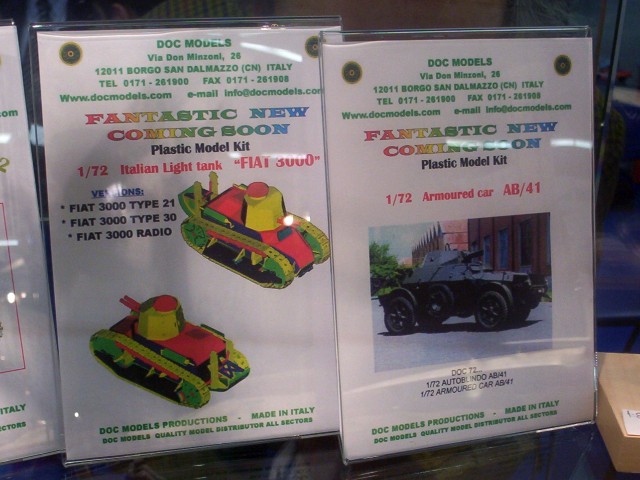 DOC MODELS
Via Don Minzoni, 26
12011 BORGO SAN DALMAZZO (CN) ITALY
TEL 0171 - 261900 FAX 0171 - 261908
Www.docmodels.com e-mail info@docmodels.com
FANTASTIC NEW
COMING SOON
Plastic Model Kit
1/72 Italian Light tank "FIAT 3000"
VERSIONS:
* FIAT 3000 TYPE 21
* FIAT 3000 TYPE 30
* FIAT 3000 RADIO
DOC MODELS PRODUCTIONS - MADE IN ITALY
DOC MODELS QUALITY MODEL DISTRIBUTOR ALL SECTORS
DOC MODELS
Via Don Minzoni, 26
12011 BORGO SAN DALMAZZO (CN) ITALY
TEL 0171 - 261900 FAX 0171 - 261908
Www.docmodels.com e-mail info@docmodels.com
FANTASTIC NEW
COMING SOON
Plastic Model Kit
1/72 Armoured car AB/41
DOC 72...
1/72 AUTOBLINDO AB/41
1/72 ARMOURED CAR AB/41
DOC MODELS PRODUCTIONS - MADE IN ITALY
DOC MODELS QUALITY MODEL DISTRIBUTOR ALL SECTORS
ITALY
SECTORS